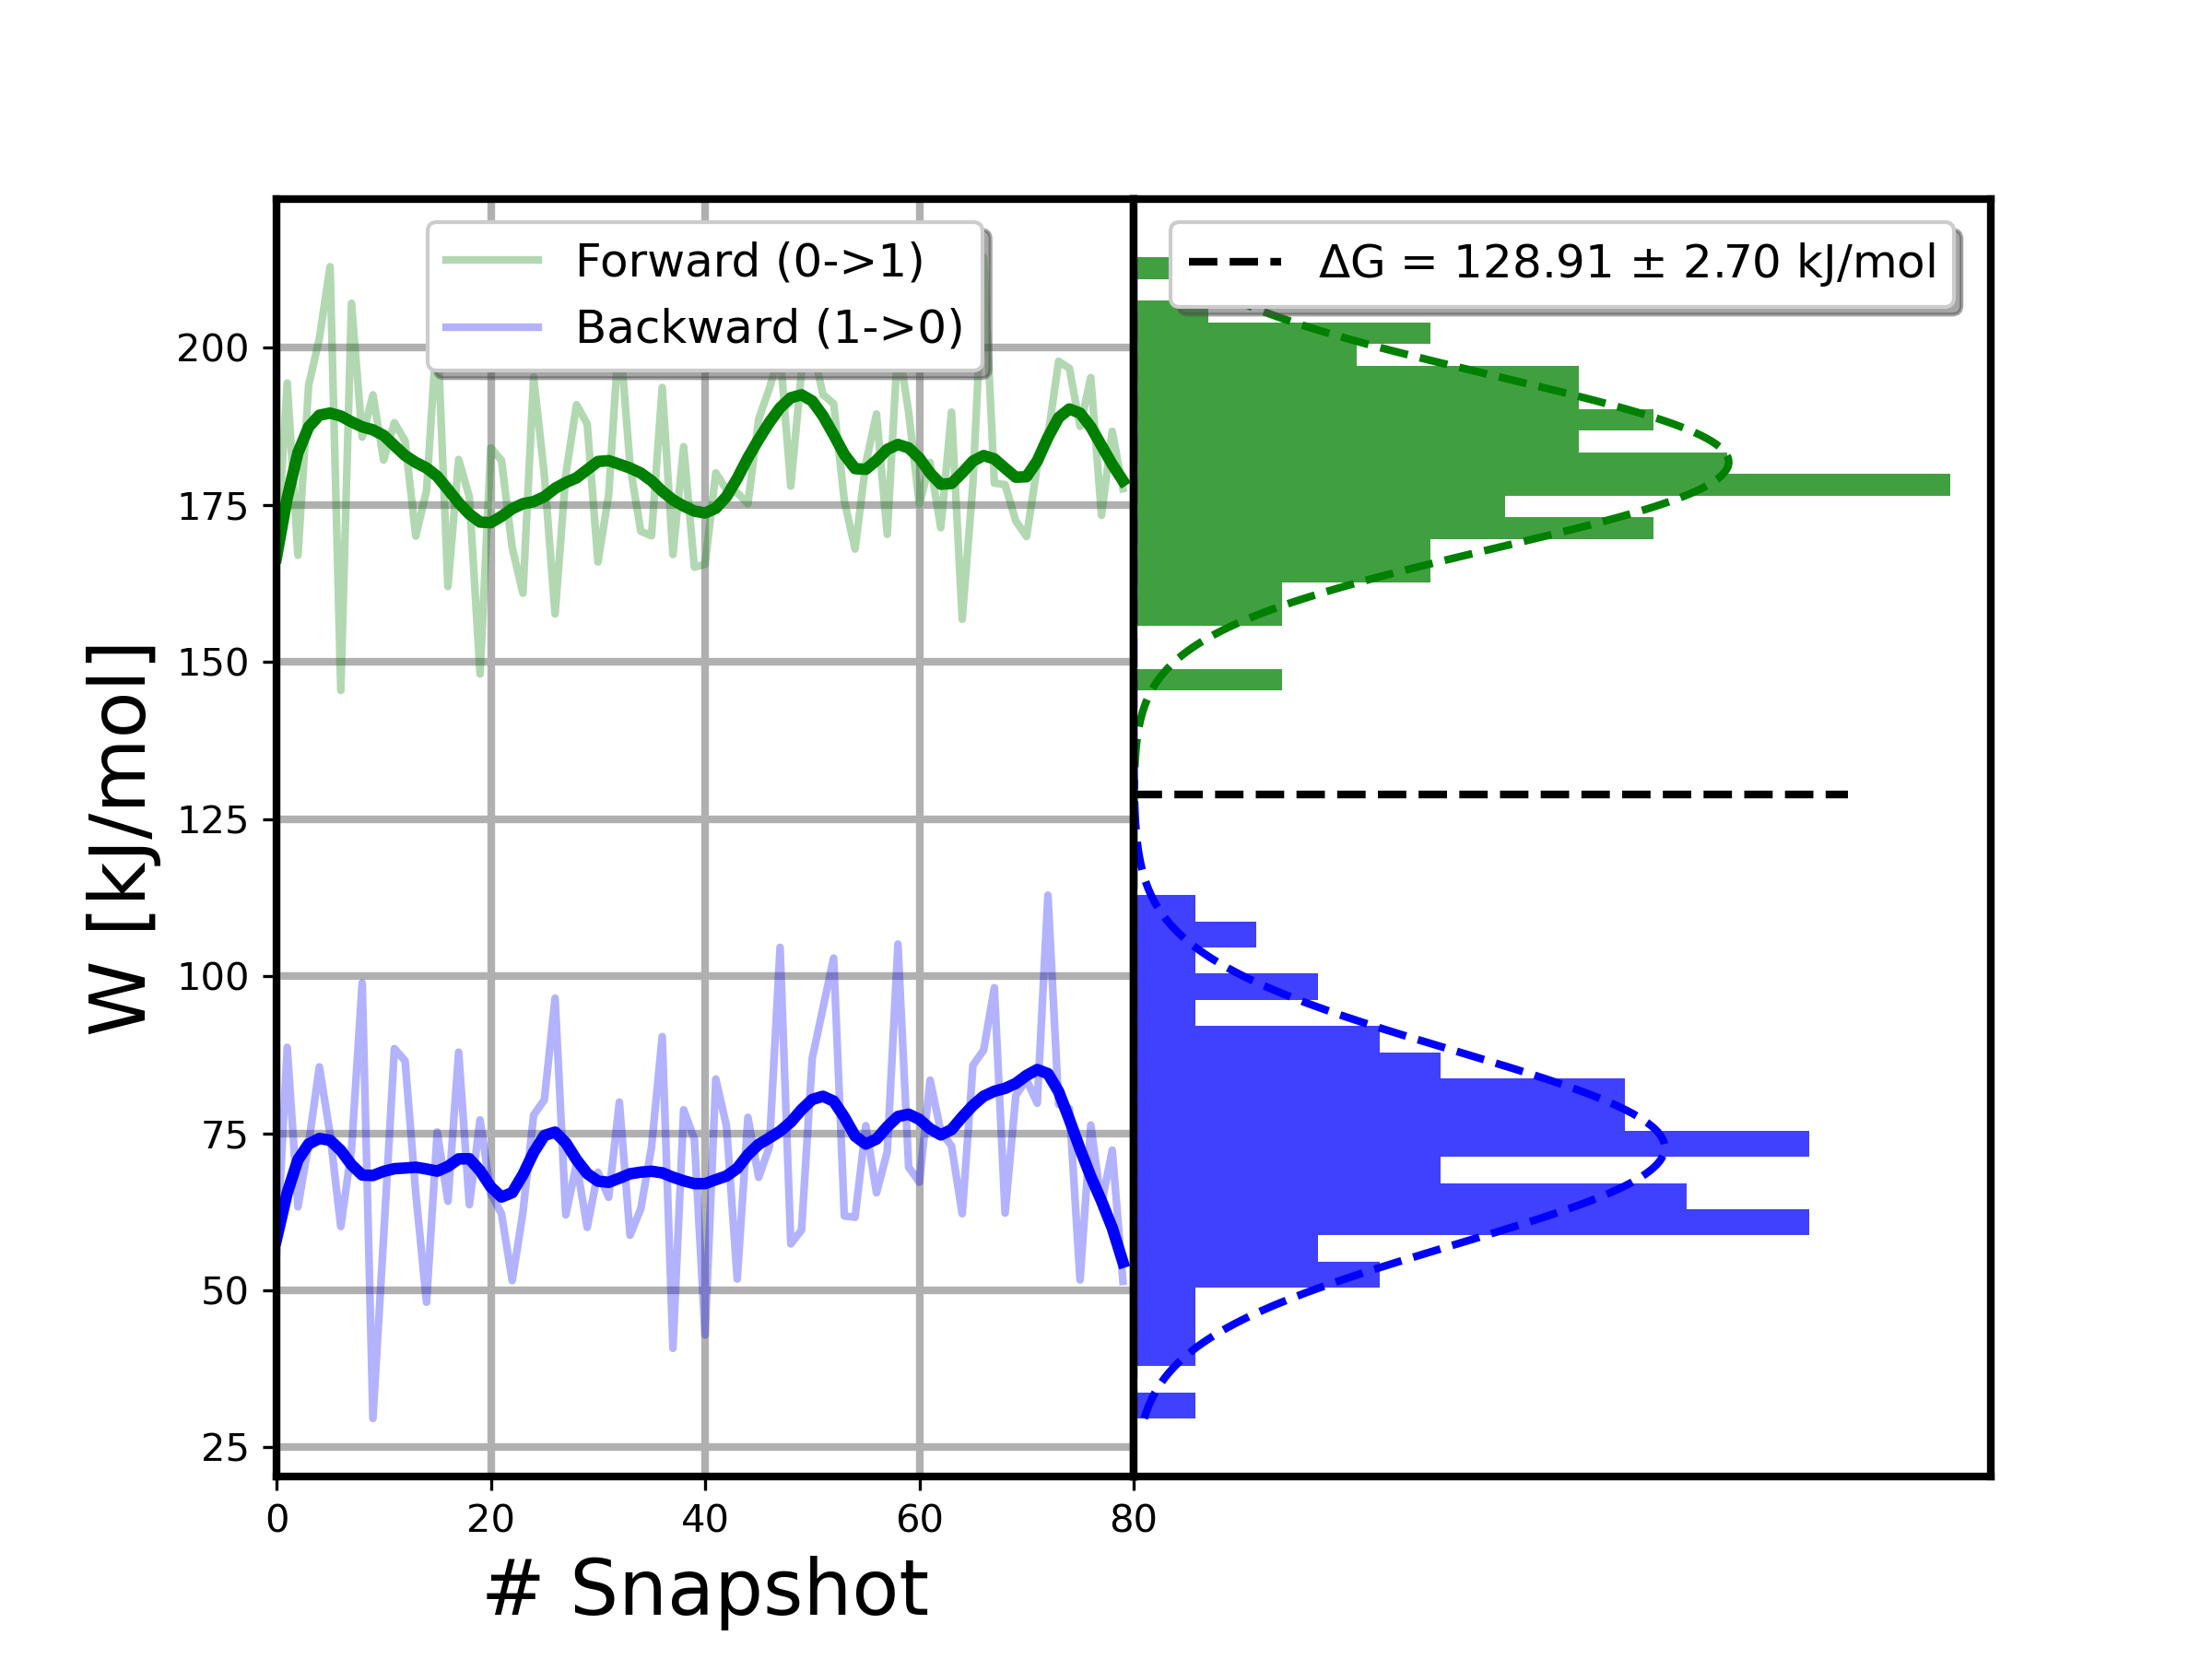 Forward (0->1)
Backward (1->0)
ΔG = 128.91 ± 2.70 kJ/mol
W [kJ/mol]
200
175
150
125
100
75
50
25
0 20 40 60 80
# Snapshot